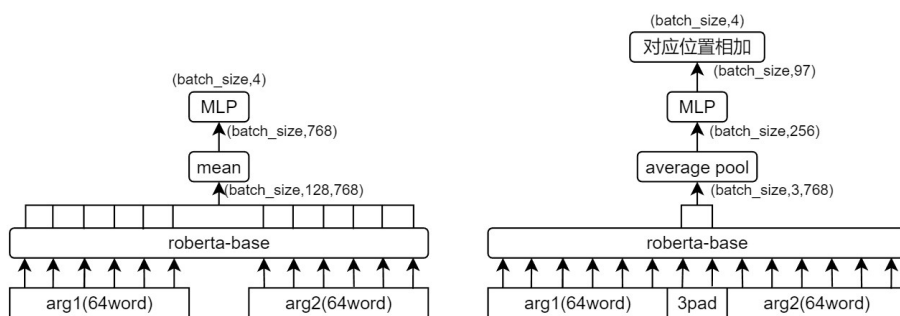 (batch_size,4)
MLP
(batch_size,768)
mean
(batch_size,128,768)
roberta-base
arg1(64word)
arg2(64word)
(batch_size,4)
对应位置相加
(batch_size,97)
MLP
(batch_size,256)
average pool
(batch_size,3,768)
roberta-base
arg1(64word)
3pad
arg2(64word)